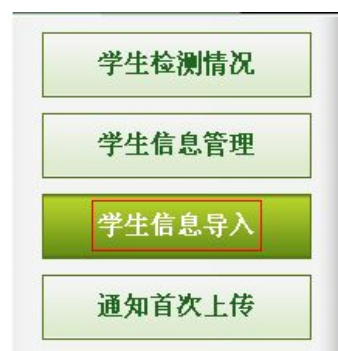 学生检测情况
学生信息管理
学生信息导入
通知首次上传